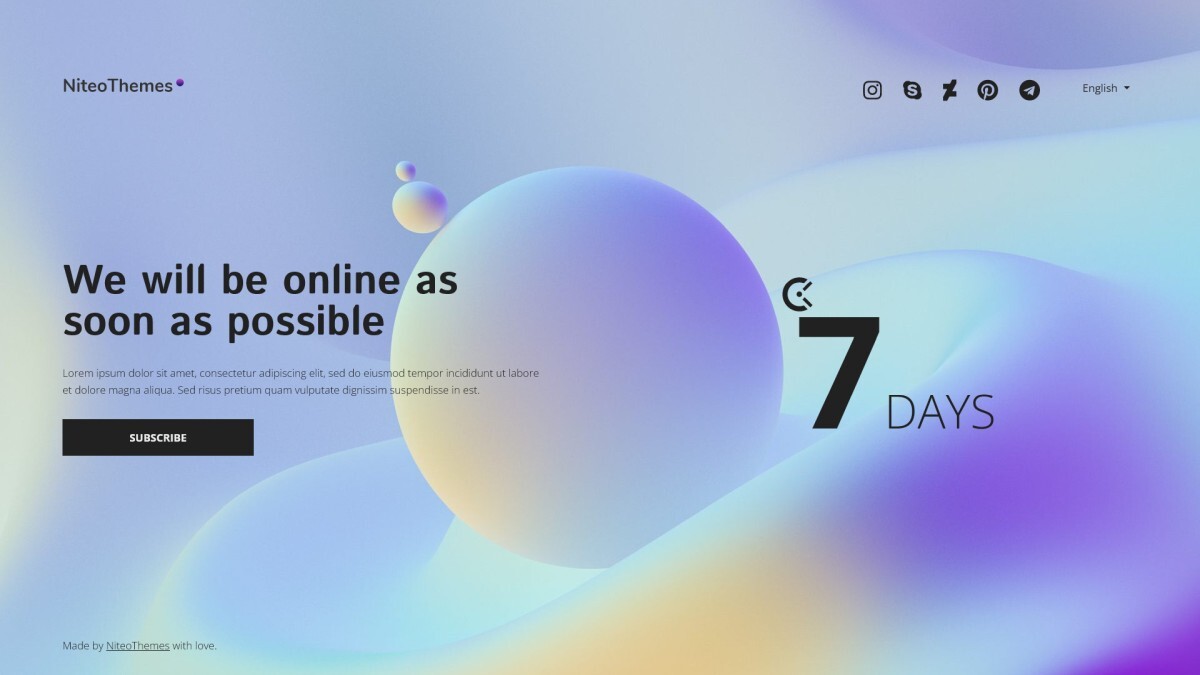 NiteoThemes
English
We will be online as
soon as possible
Lorem ipsum dolor sit amet, consectetur adipiscing elit, sed do eiusmod tempor incididunt ut labore
et dolore magna aliqua. Sed risus pretium quam vulputate dignissim suspendisse in est.
SUBSCRIBE
7 DAYS
Made by NiteoThemes with love.